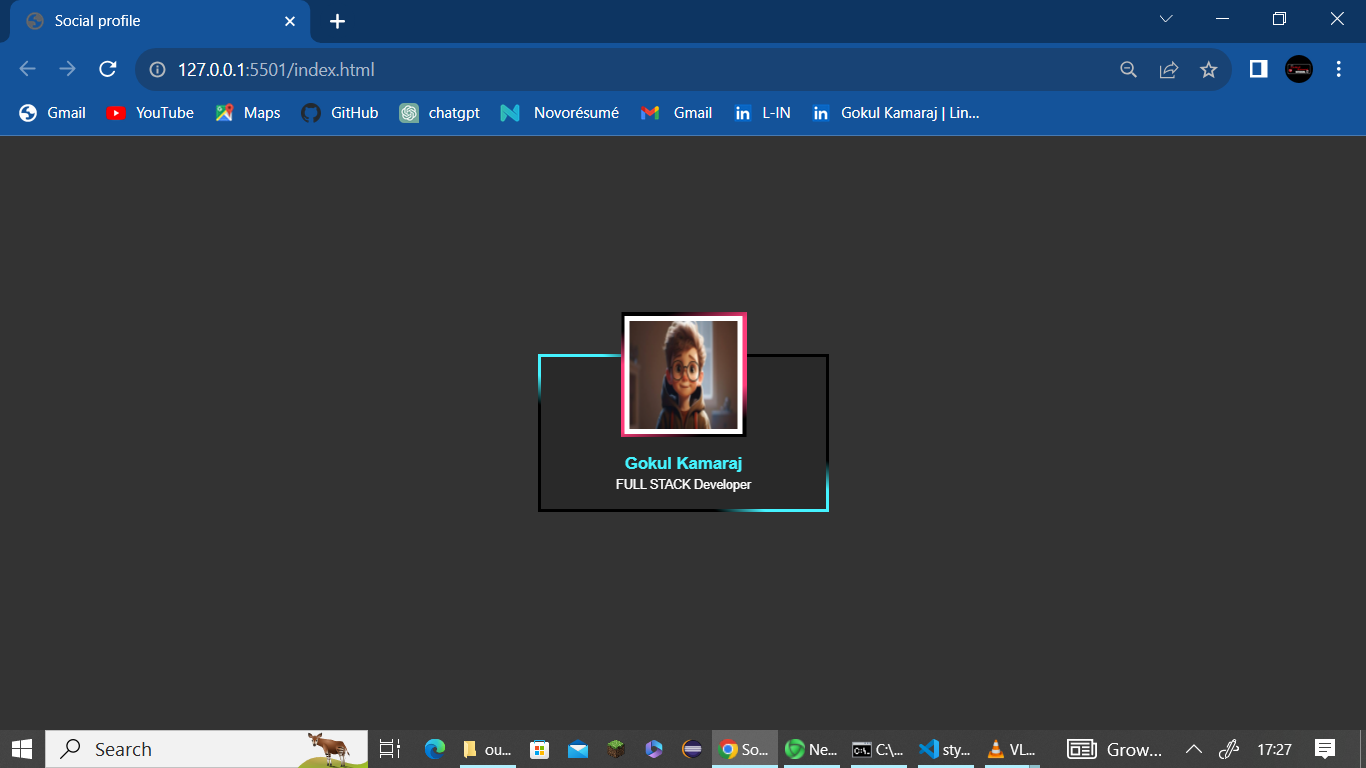 Social profile
127.0.0.1:5501/index.html
Gmail YouTube Maps GitHub chatgpt Novorésumé Gmail L-IN Gokul Kamaraj | Lin...
Gokul Kamaraj
FULL STACK Developer
Search ou... So... Ne... C:\... sty... VL... Grow... 17:27